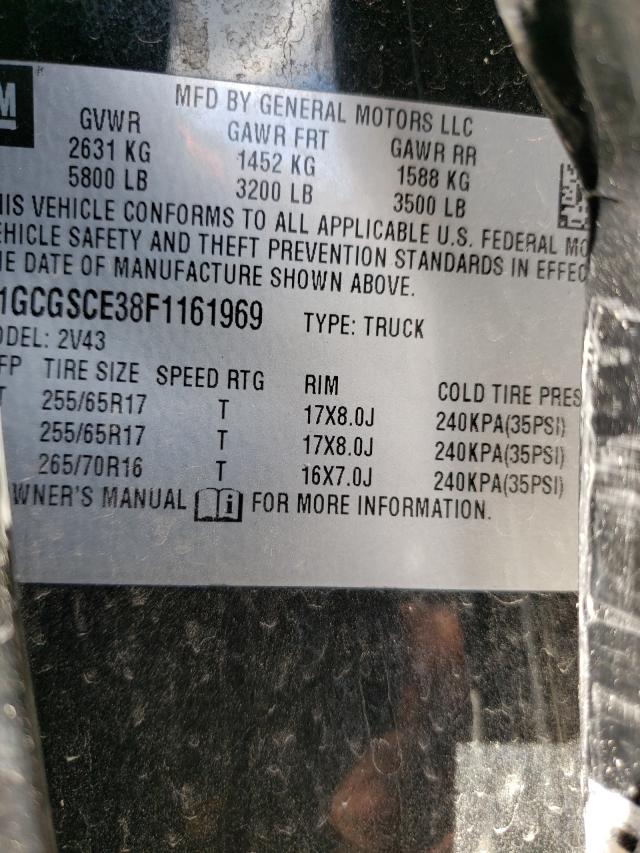 M
MFD BY GENERAL MOTORS LLC
GVWR GAWR FRT GAWR RR
2631 KG 1452 KG 1588 KG
5800 LB 3200 LB 3500 LB
HIS VEHICLE CONFORMS TO ALL APPLICABLE U.S. FEDERAL MO
EHICLE SAFETY AND THEFT PREVENTION STANDARDS IN EFFEC
HE DATE OF MANUFACTURE SHOWN ABOVE.
1GCGSCE38F1161969 TYPE: TRUCK
ODEL: 2V43
FP TIRE SIZE SPEED RTG RIM COLD TIRE PRES
T 255/65R17 T 17X8.0J 240KPA(35PSI)
255/65R17 T 17X8.0J 240KPA(35PSI)
265/70R16 T 16X7.0J 240KPA(35PSI)
WNER'S MANUAL i FOR MORE INFORMATION.